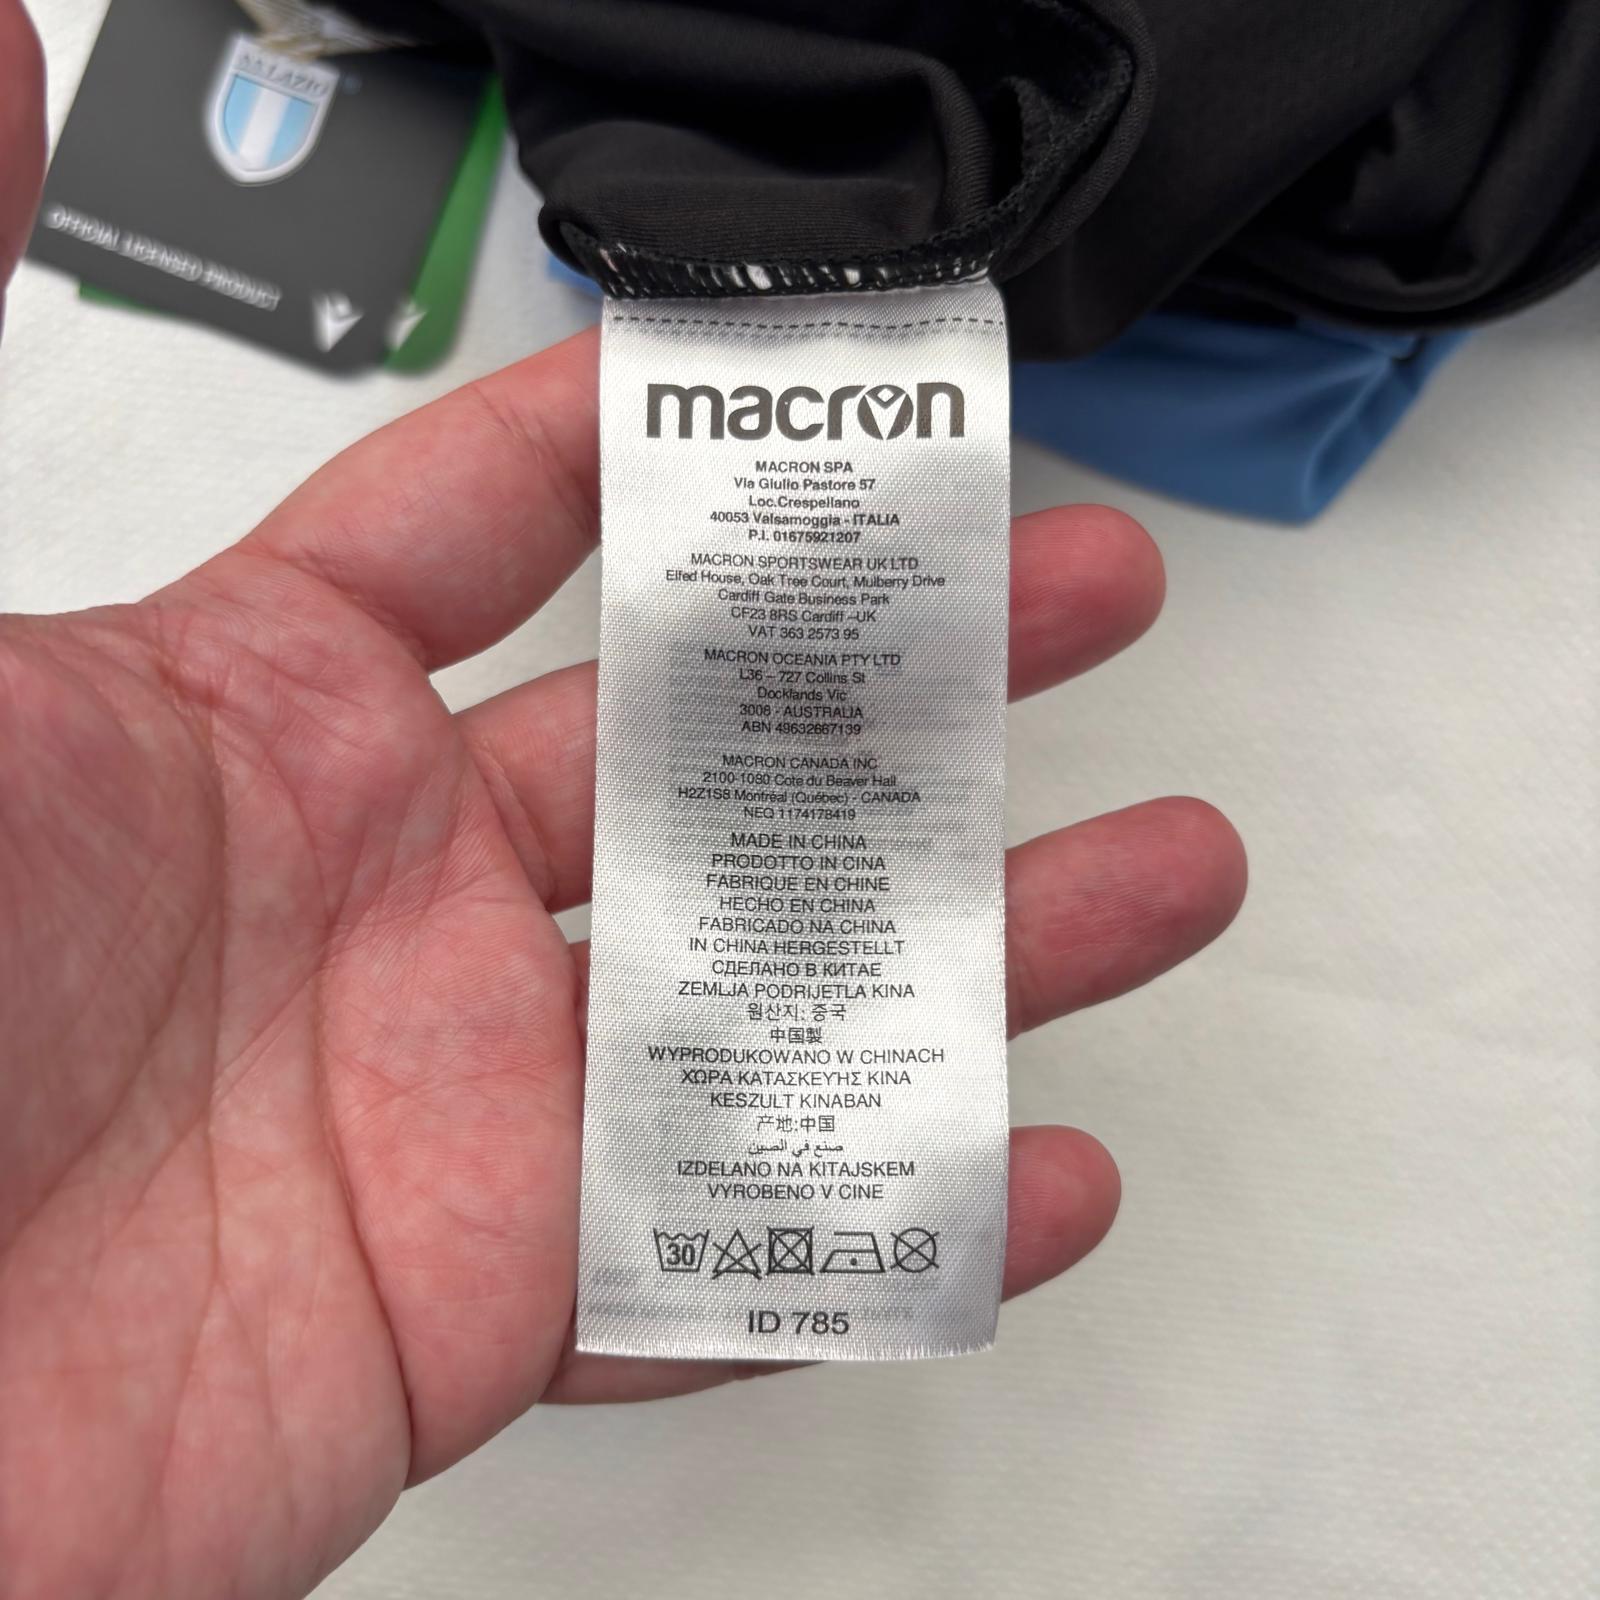 S.S. LAZIO
OFFICIAL LICENSED PRODUCT
macron
MACRON SPA
Via Giulio Pastore 57
Loc.Crespellano
40053 Valsamoggia - ITALIA
P.I. 01675921207
MACRON SPORTSWEAR UK LTD
Elfed House, Oak Tree Court, Mulberry Drive
Cardiff Gate Business Park
CF23 8RS Cardiff –UK
VAT 363 2573 95
MACRON OCEANIA PTY LTD
L36 – 727 Collins St
Docklands Vic
3008 - AUSTRALIA
ABN 49632667139
MACRON CANADA INC
2100-1080 Cote du Beaver Hall
H2Z1S8 Montréal (Québec) - CANADA
NEQ 1174178419
MADE IN CHINA
PRODOTTO IN CINA
FABRIQUE EN CHINE
HECHO EN CHINA
FABRICADO NA CHINA
IN CHINA HERGESTELLT
СДЕЛАНО В КИТАЕ
ZEMLJA PODRIJETLA KINA
원산지: 중국
中国製
WYPRODUKOWANO W CHINACH
ΧΩΡΑ ΚΑΤΑΣΚΕΥΉΣ ΚΙΝΑ
KESZULT KINABAN
产地:中国
صنع في الصين
IZDELANO NA KITAJSKEM
VYROBENO V CINE
30
ID 785